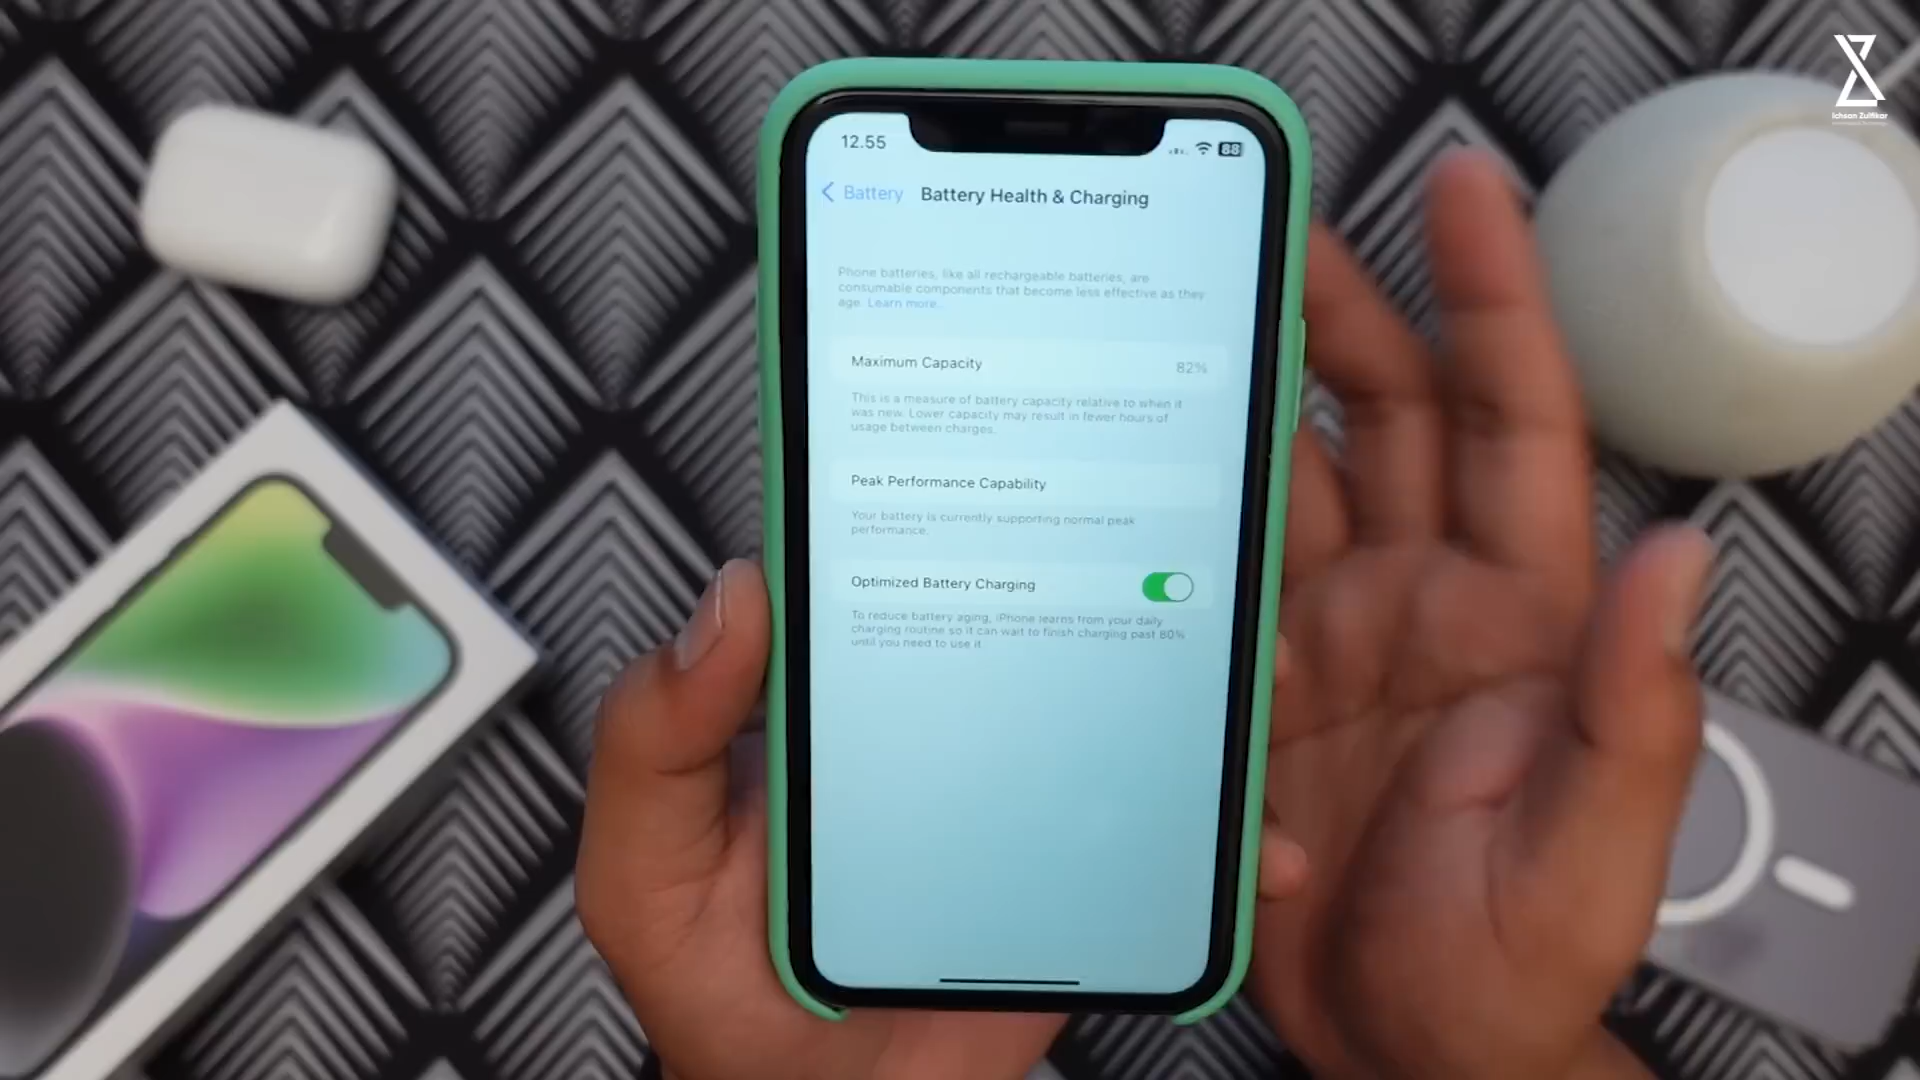 Ichsan Zulfikar
12.55
88
Battery
Battery Health & Charging
Phone batteries, like all rechargeable batteries, are
consumable components that become less effective as they
age. Learn more...
Maximum Capacity
82%
This is a measure of battery capacity relative to when it
was new. Lower capacity may result in fewer hours of
usage between charges.
Peak Performance Capability
Your battery is currently supporting normal peak
performance.
Optimized Battery Charging
To reduce battery aging, iPhone learns from your daily
charging routine so it can wait to finish charging past 80%
until you need to use it.